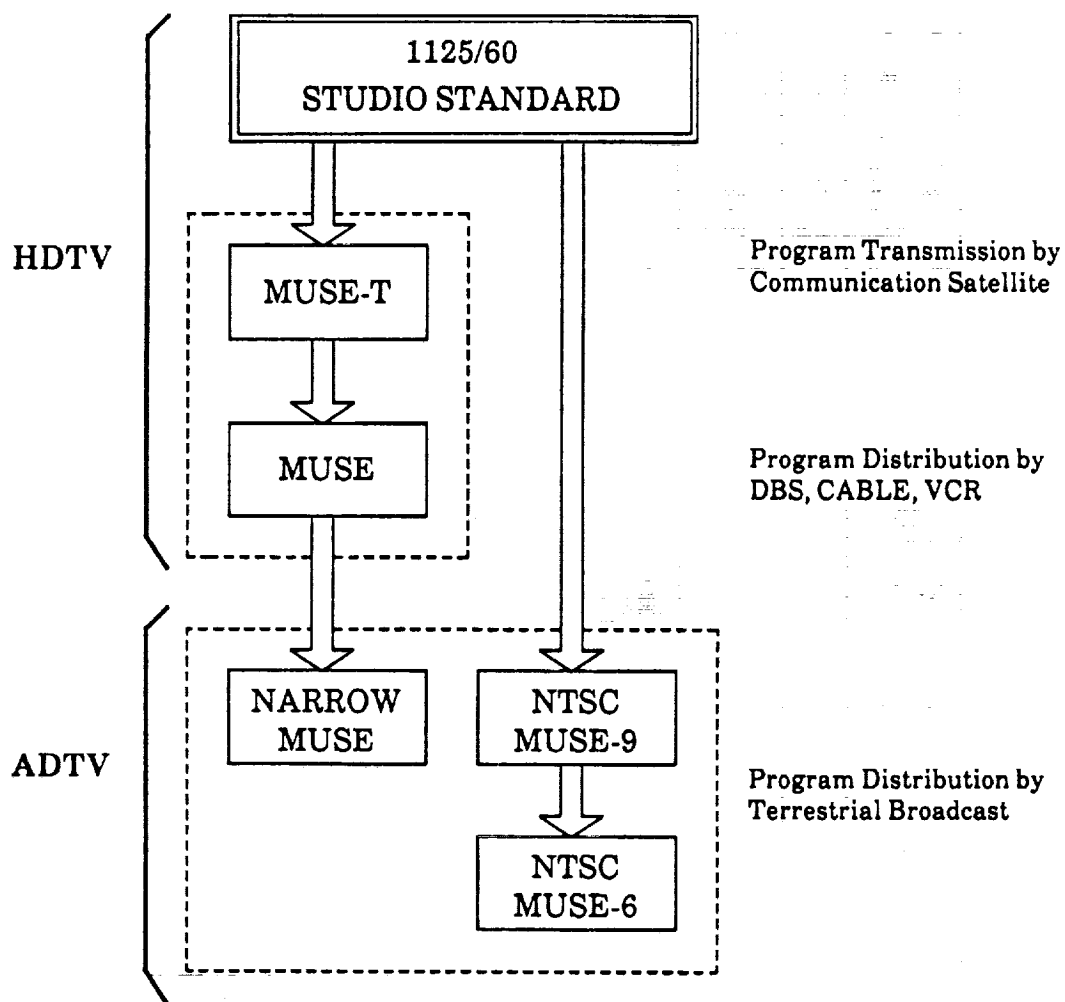 1125/60
STUDIO STANDARD
HDTV
MUSE-T
Program Transmission by
Communication Satellite
MUSE
Program Distribution by
DBS, CABLE, VCR
ADTV
NARROW
MUSE
NTSC
MUSE-9
Program Distribution by
Terrestrial Broadcast
NTSC
MUSE-6